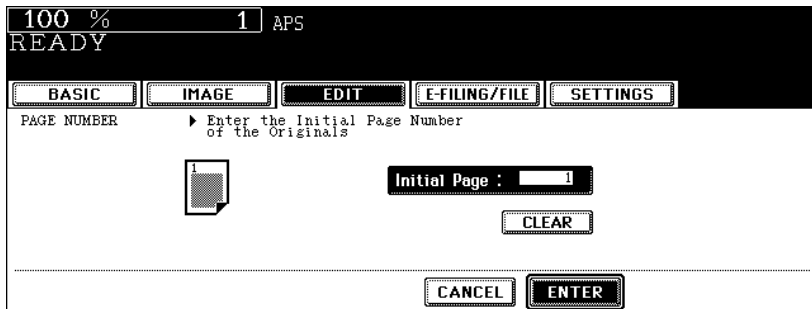 100 % 1 APS
READY
BASIC IMAGE EDIT E-FILING/FILE SETTINGS
PAGE NUMBER ▶ Enter the Initial Page Number
of the Originals
1
Initial Page : 1
CLEAR
CANCEL ENTER